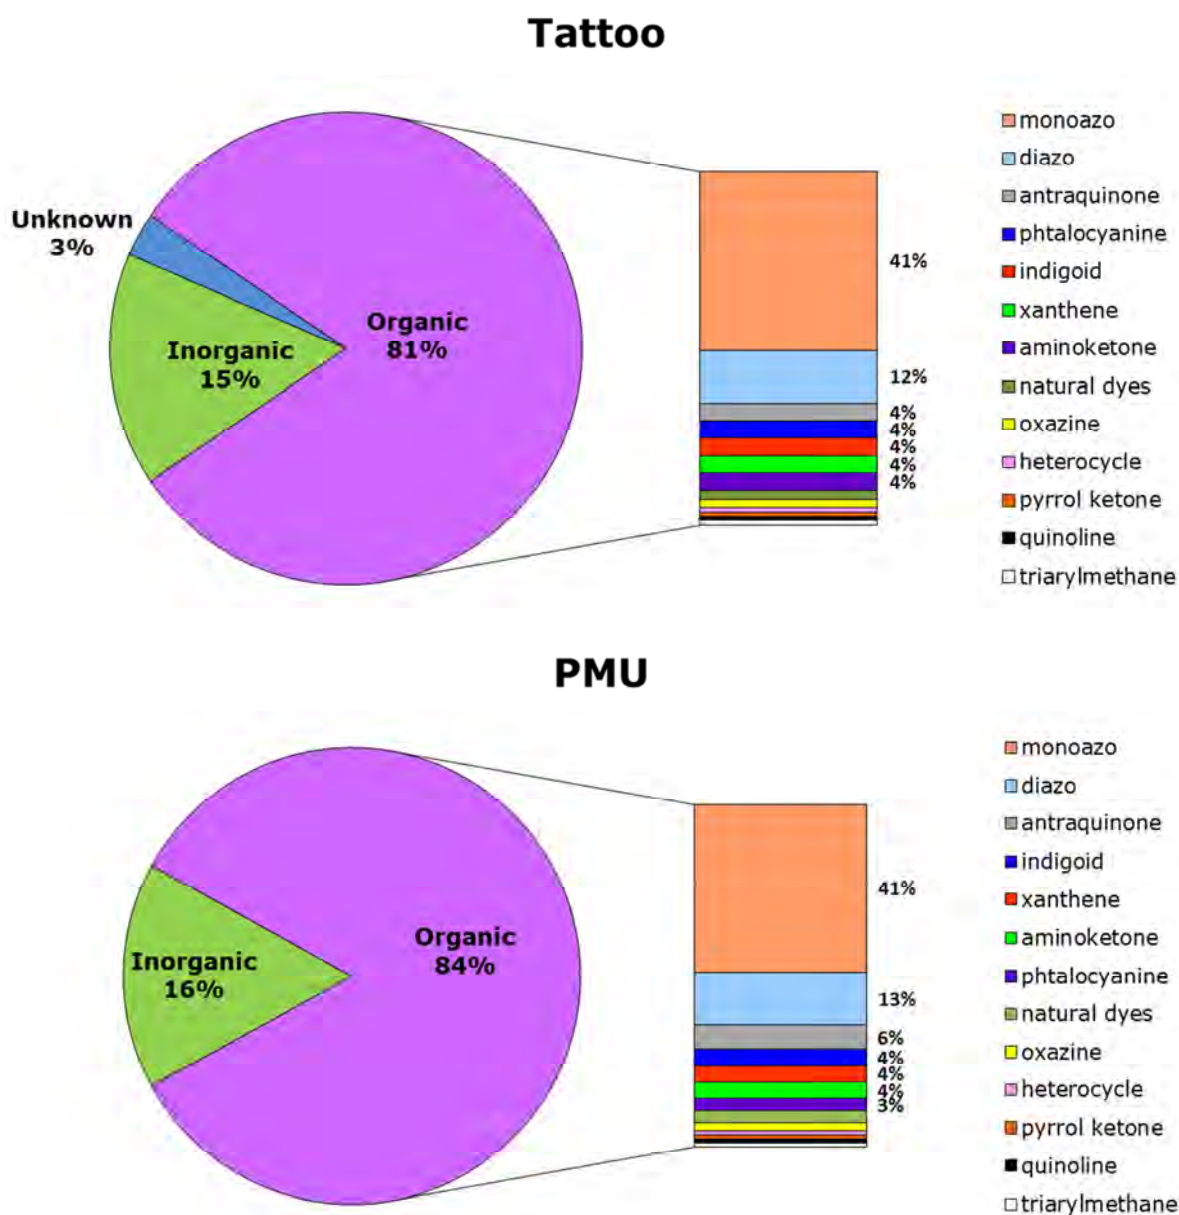 Tattoo
Unknown
3%
Inorganic
15%
Organic
81%
41%
12%
4%
4%
4%
4%
4%
monoazo
diazo
antraquinone
phtalocyanine
indigoid
xanthene
aminoketone
natural dyes
oxazine
heterocycle
pyrrol ketone
quinoline
triarylmethane
PMU
Inorganic
16%
Organic
84%
41%
13%
6%
4%
4%
4%
3%
monoazo
diazo
antraquinone
indigoid
xanthene
aminoketone
phtalocyanine
natural dyes
oxazine
heterocycle
pyrrol ketone
quinoline
triarylmethane